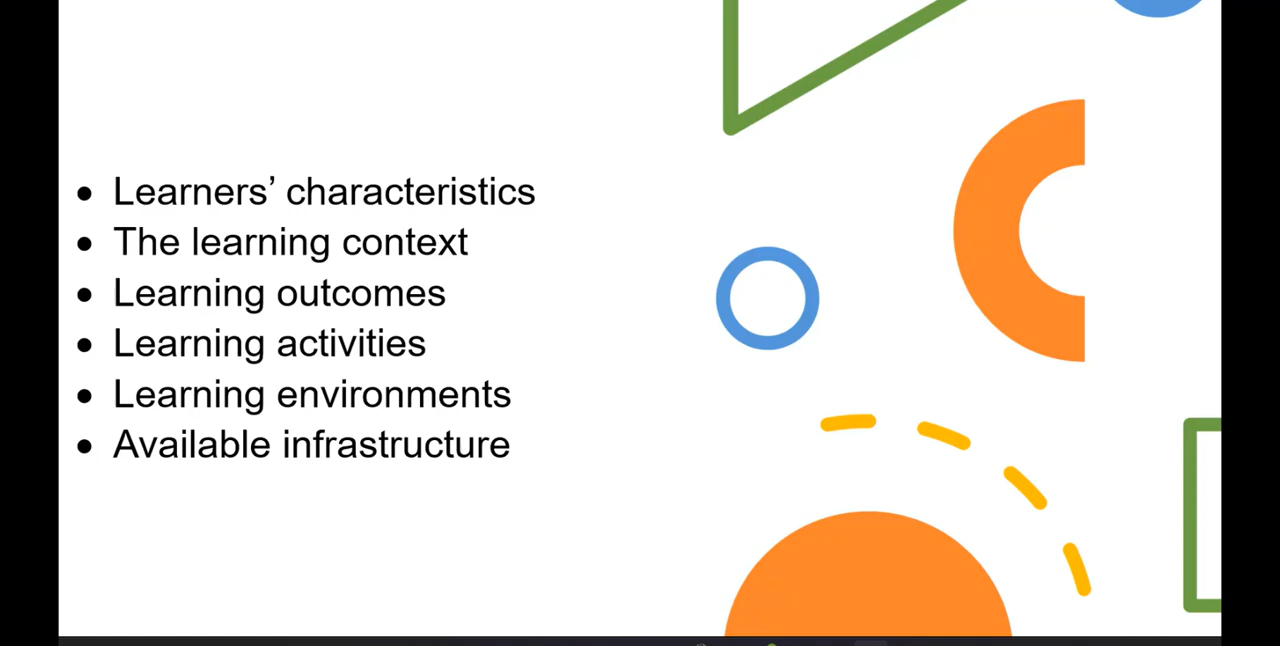 • Learners’ characteristics
• The learning context
• Learning outcomes
• Learning activities
• Learning environments
• Available infrastructure